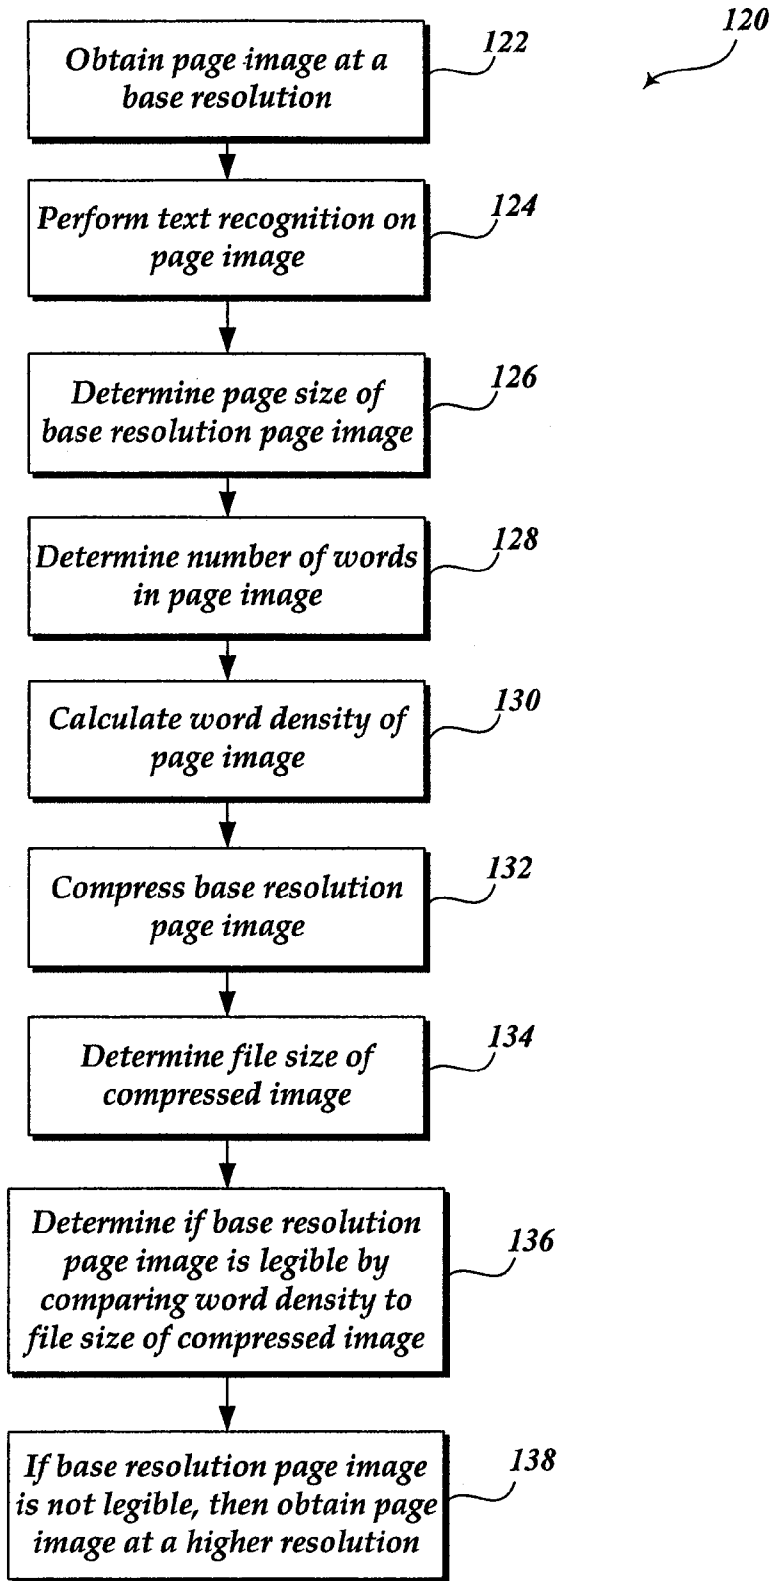 120
Obtain page image at a
base resolution
122
Perform text recognition on
page image
124
Determine page size of
base resolution page image
126
Determine number of words
in page image
128
Calculate word density of
page image
130
Compress base resolution
page image
132
Determine file size of
compressed image
134
Determine if base resolution
page image is legible by
comparing word density to
file size of compressed image
136
If base resolution page image
is not legible, then obtain page
image at a higher resolution
138